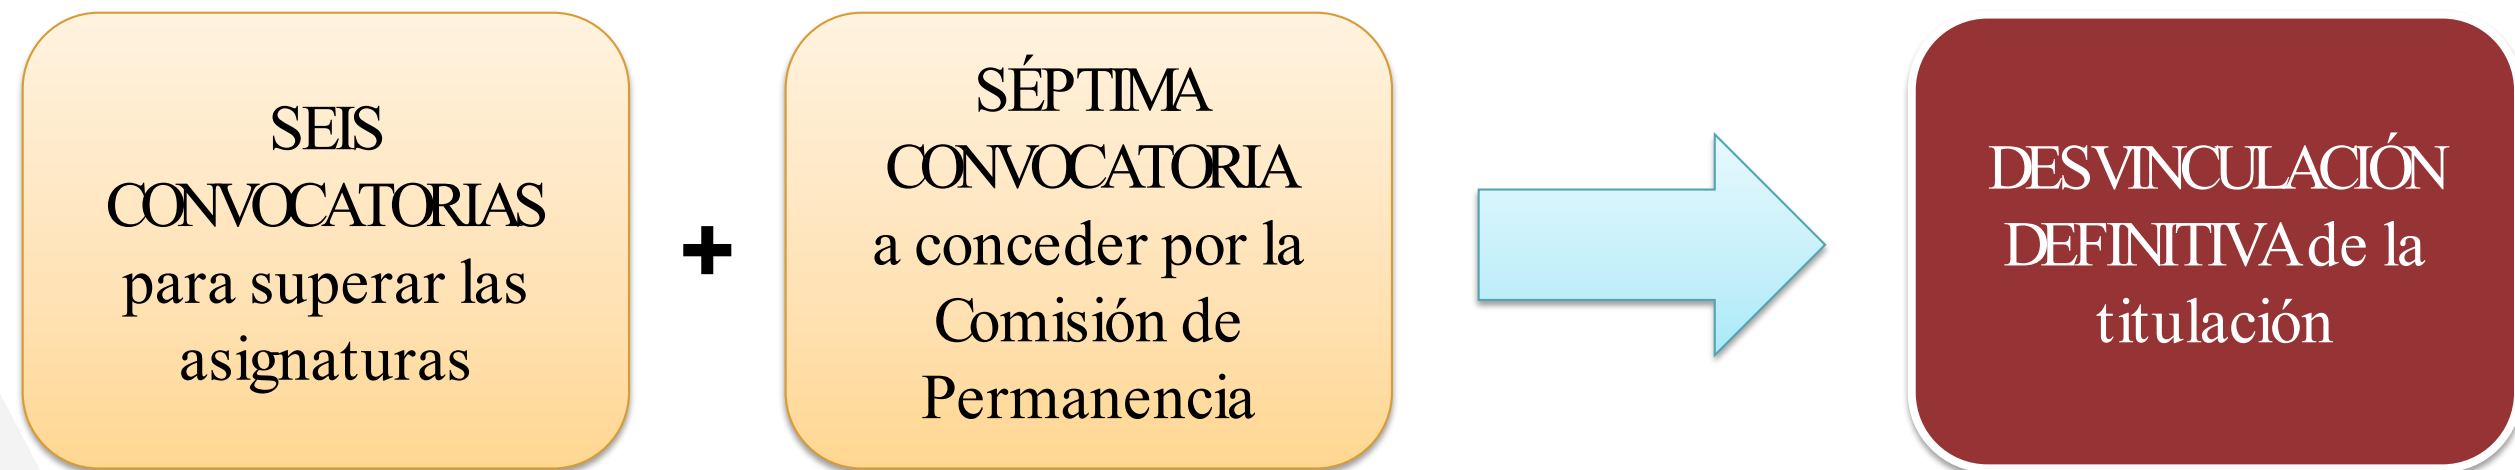 SEIS
CONVOCATORIAS
para superar las
asignaturas
+
SÉPTIMA
CONVOCATORIA
a conceder por la
Comisión de
Permanencia
DESVINCULACIÓN
DEFINITIVA de la
titulación